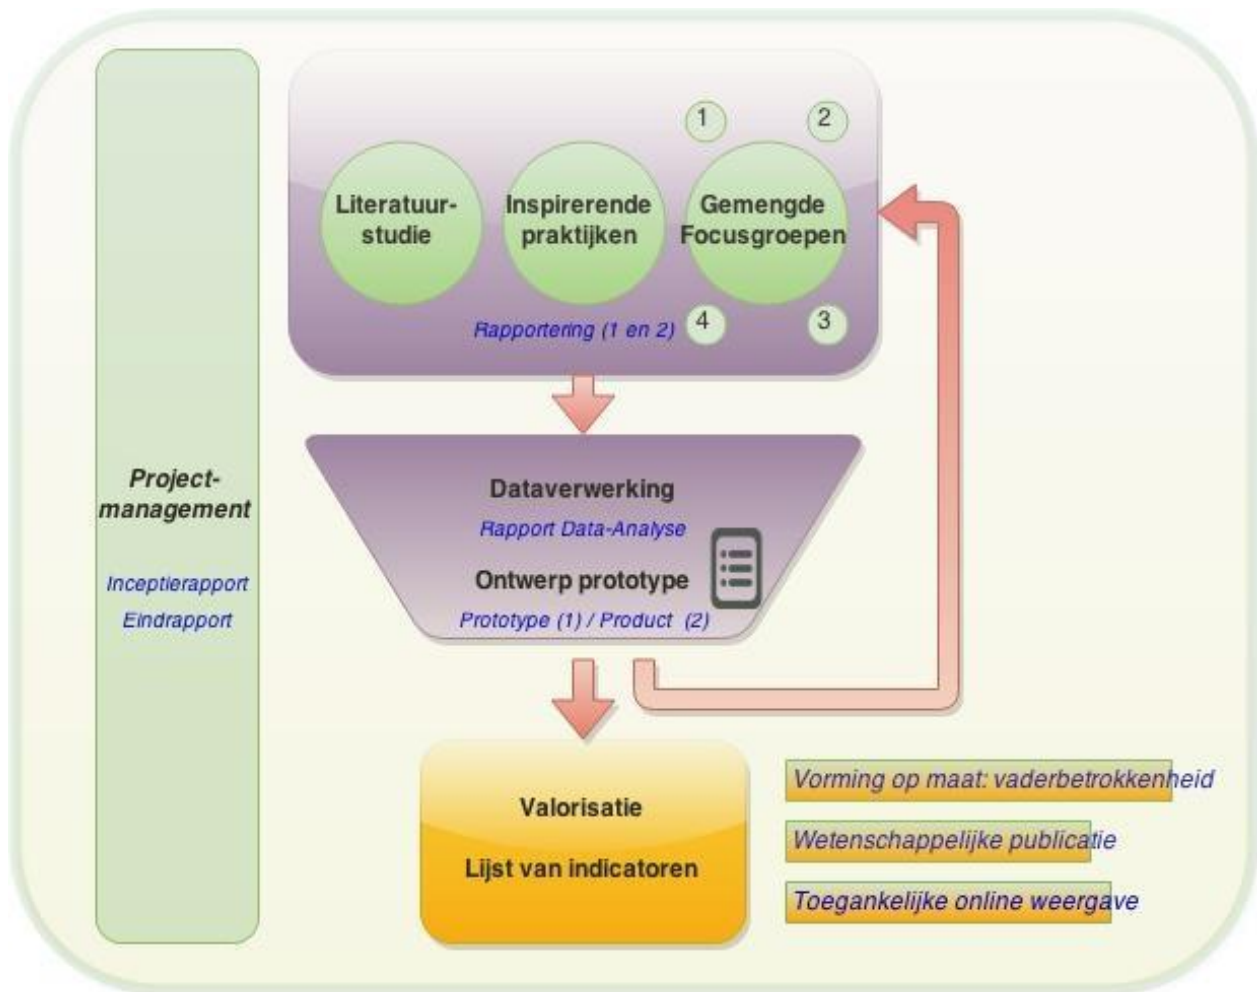 Project-
management
Inceptierapport
Eindrapport
1
2
Literatuur-
studie
Inspirerende
praktijken
Gemengde
Focusgroepen
Rapportering (1 en 2)
4
3
Dataverwerking
Rapport Data-Analyse
Ontwerp prototype
Prototype (1) / Product (2)
Valorisatie
Lijst van indicatoren
Vorming op maat: vaderbetrokkenheid
Wetenschappelijke publicatie
Toegankelijke online weergave